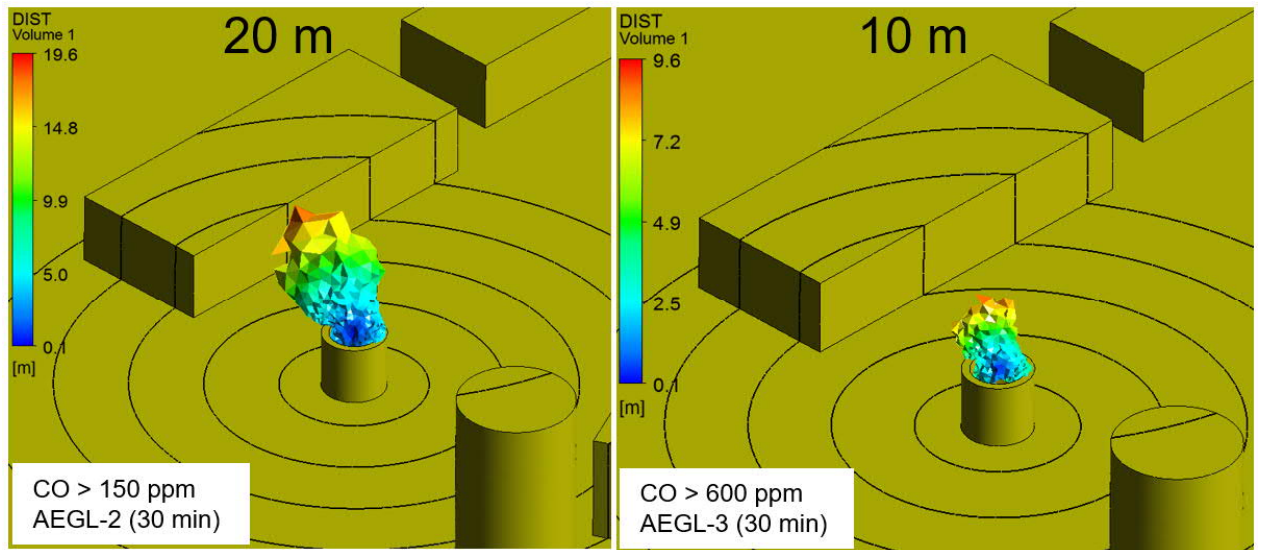 DIST
Volume 1
20 m
19.6
14.8
9.9
5.0
0.1
[m]
CO > 150 ppm
AEGL-2 (30 min)
DIST
Volume 1
10 m
9.6
7.2
4.9
2.5
0.1
[m]
CO > 600 ppm
AEGL-3 (30 min)